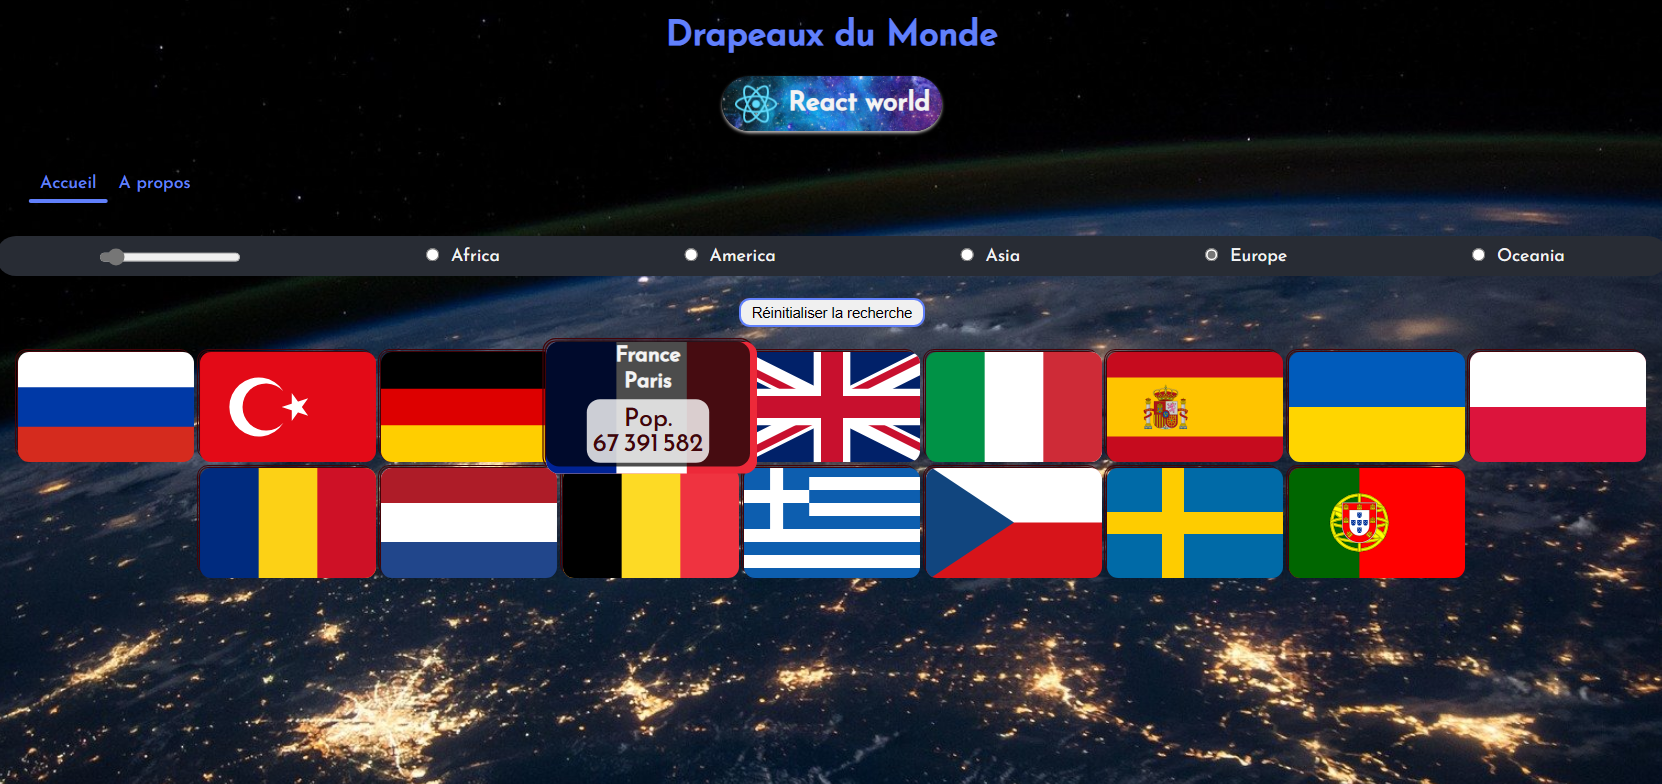 Drapeaux du Monde
React world
Accueil
A propos
Africa
America
Asia
Europe
Oceania
Réinitialiser la recherche
France
Paris
Pop.
67 391 582